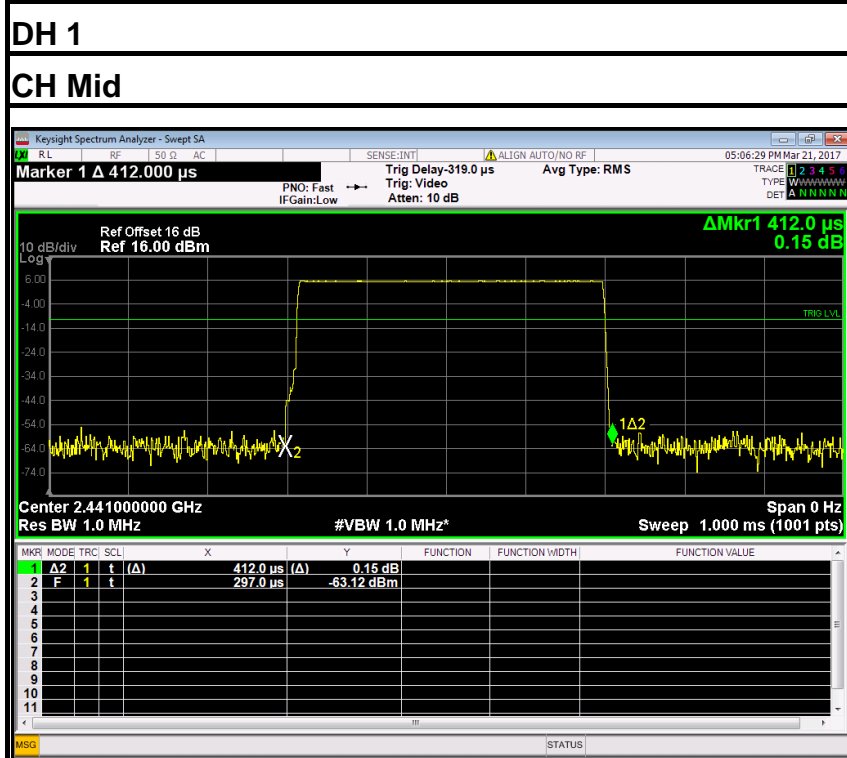 DH 1
CH Mid
Keysight Spectrum Analyzer - Swept SA
LXI RL RF 50 Ω AC SENSE:INT ALIGN AUTO/NO RF 05:06:29 PM Mar 21, 2017
Marker 1 Δ 412.000 µs
PNO: Fast
IFGain:Low
Trig Delay-319.0 µs
Trig: Video
Atten: 10 dB
Avg Type: RMS
TRACE 1 2 3 4 5 6
TYPE WWWWWW
DET A N N N N N
ΔMkr1 412.0 µs
0.15 dB
Ref Offset 16 dB
10 dB/div Ref 16.00 dBm
Log
6.00
-4.00
TRIG LVL
-14.0
-24.0
-34.0
-44.0
-54.0
1Δ2
-64.0
X2
-74.0
Center 2.441000000 GHz Span 0 Hz
Res BW 1.0 MHz #VBW 1.0 MHz* Sweep 1.000 ms (1001 pts)
MKR MODE TRC SCL X Y FUNCTION FUNCTION WIDTH FUNCTION VALUE
1 Δ2 1 t (Δ) 412.0 µs (Δ) 0.15 dB
2 F 1 t 297.0 µs -63.12 dBm
3
4
5
6
7
8
9
10
11
MSG STATUS